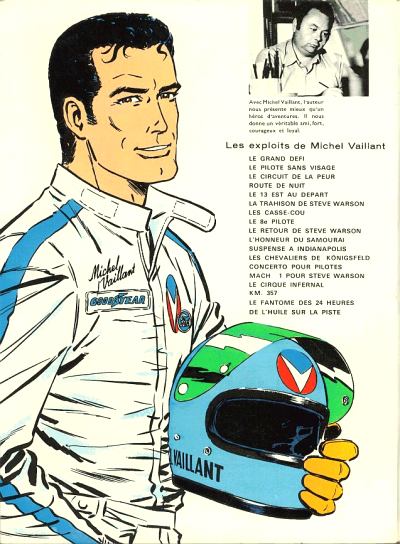 Avec Michel Vaillant, l'auteur
nous présente mieux qu'un
héros d'aventures. Il nous
donne un véritable ami, fort,
courageux et loyal.
Les exploits de Michel Vaillant
LE GRAND DEFI
LE PILOTE SANS VISAGE
LE CIRCUIT DE LA PEUR
ROUTE DE NUIT
LE 13 EST AU DEPART
LA TRAHISON DE STEVE WARSON
LES CASSE-COU
LE 8e PILOTE
LE RETOUR DE STEVE WARSON
L'HONNEUR DU SAMOURAI
SUSPENSE A INDIANAPOLIS
LES CHEVALIERS DE KÖNIGSFELD
CONCERTO POUR PILOTES
MACH 1 POUR STEVE WARSON
LE CIRQUE INFERNAL
KM. 357
LE FANTOME DES 24 HEURES
DE L'HUILE SUR LA PISTE
Michel
Vaillant
GOODYEAR
V
V
VAILLANT